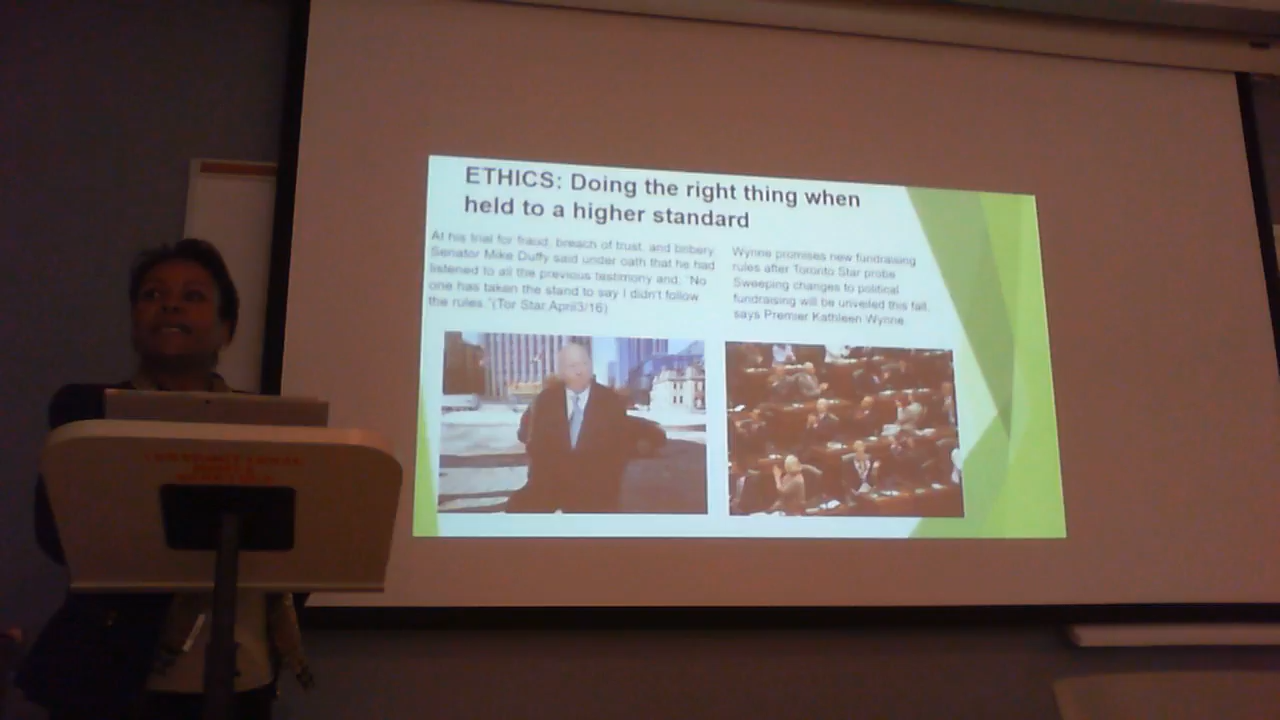 ETHICS: Doing the right thing when
held to a higher standard
At his trial for fraud, breach of trust, and bribery
Senator Mike Duffy said under oath that he had
listened to all the previous testimony and: "No
one has taken the stand to say I didn't follow
the rules."(Tor Star April3/16)
Wynne promises new fundraising
rules after Toronto Star probe
Sweeping changes to political
fundraising will be unveiled this fall,
says Premier Kathleen Wynne.